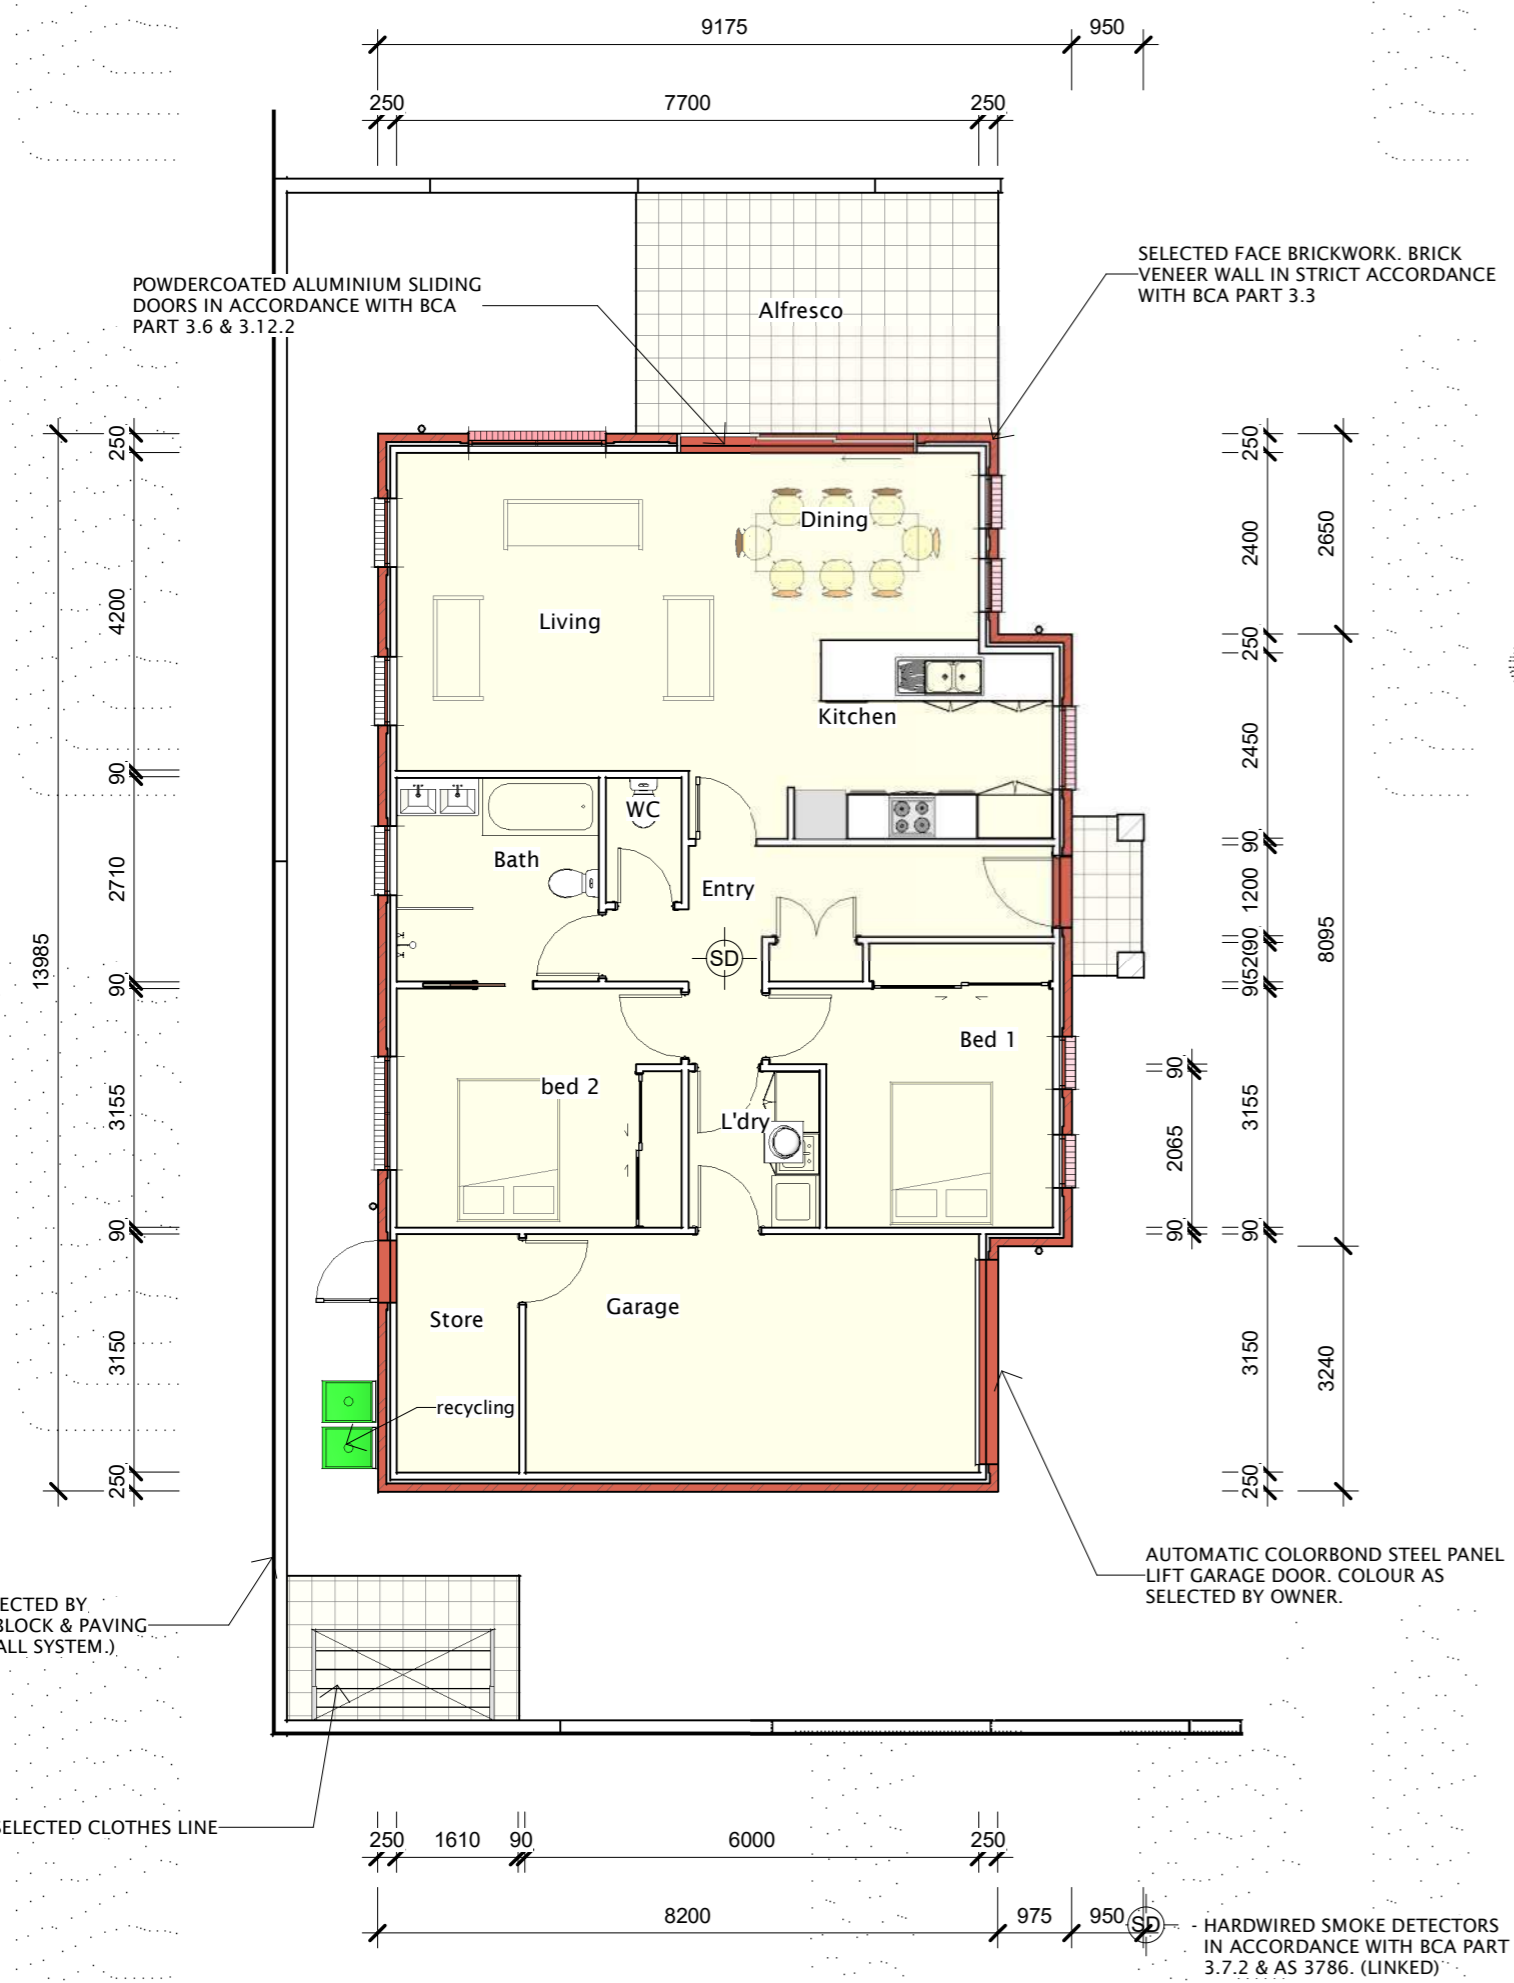 9175
950
250
7700
250
POWDERCOATED ALUMINIUM SLIDING
DOORS IN ACCORDANCE WITH BCA
PART 3.6 & 3.12.2
SELECTED FACE BRICKWORK. BRICK
VENEER WALL IN STRICT ACCORDANCE
WITH BCA PART 3.3
Alfresco
Dining
Living
Kitchen
WC
Bath
Entry
SD
Bed 1
bed 2
L'dry
Store
Garage
recycling
13985
250
4200
90
2710
90
3155
90
3150
250
250
2400
250
2450
90
1200
90
520
90
3155
90
3150
250
90
2065
90
2650
8095
3240
AUTOMATIC COLORBOND STEEL PANEL
LIFT GARAGE DOOR. COLOUR AS
SELECTED BY OWNER.
ECTED BY
BLOCK & PAVING
ALL SYSTEM.)
SELECTED CLOTHES LINE
250
1610
90
6000
250
8200
975
950
SD
- HARDWIRED SMOKE DETECTORS
IN ACCORDANCE WITH BCA PART
3.7.2 & AS 3786. (LINKED)